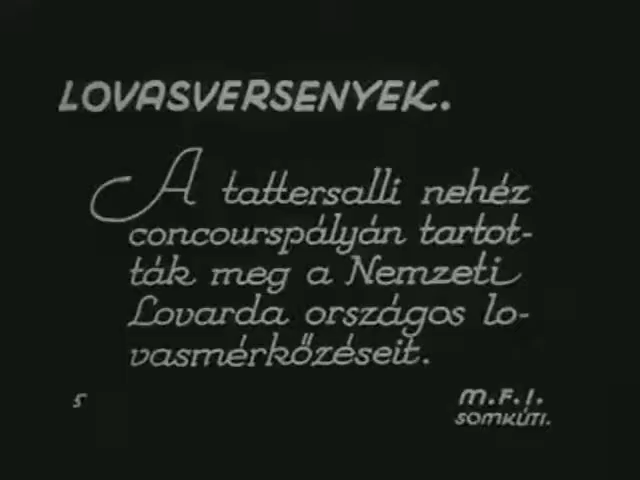 LOVASVERSENYEK.
A tattersalli nehéz
concourspályán tartot-
ták meg a Nemzeti
Lovarda országos lo-
vasmérkőzéseit.
5
M.F.I.
SOMKÚTI.